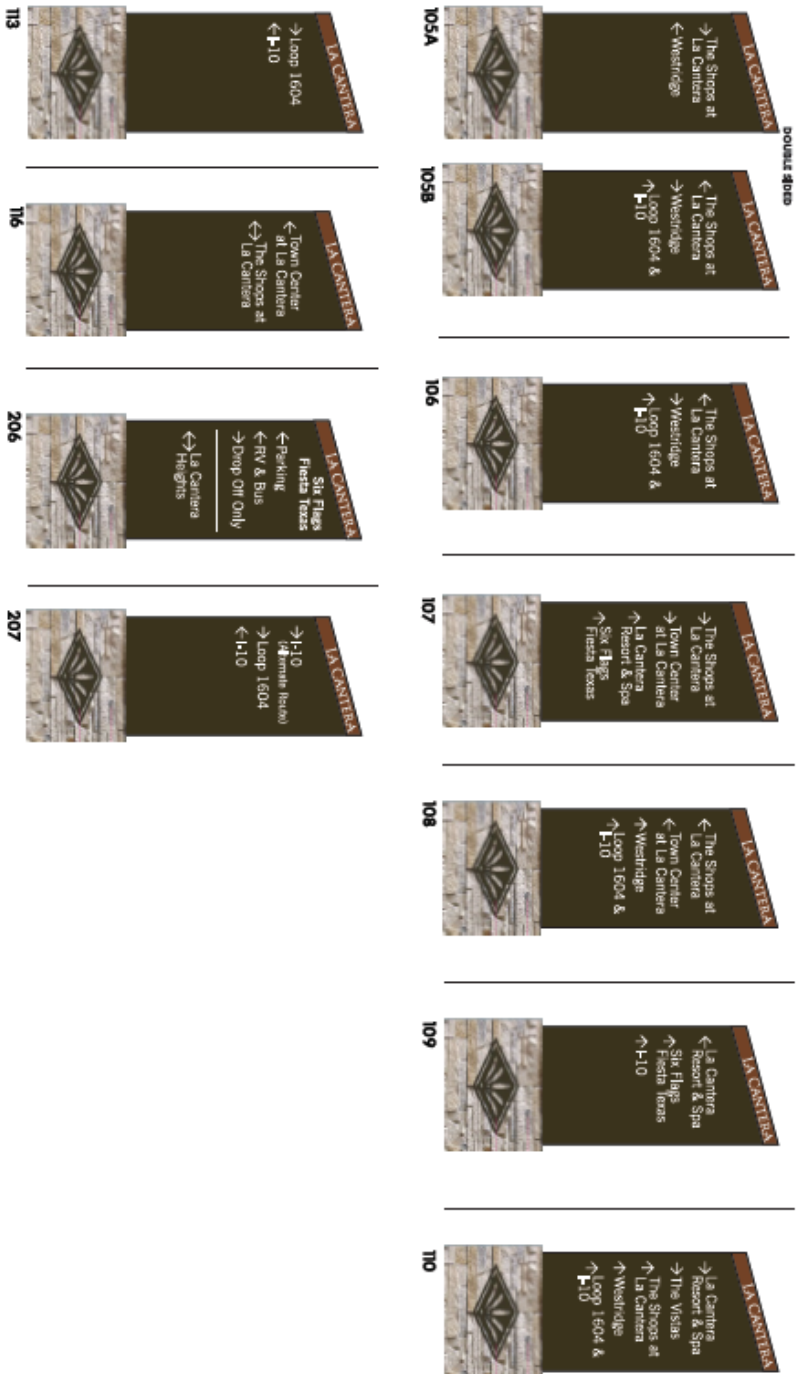 DOUBLE SIDED
LA CANTERA
The Shops at
La Cantera
Westridge
105A
LA CANTERA
The Shops at
La Cantera
Westridge
Loop 1604 &
I-10
105B
LA CANTERA
The Shops at
La Cantera
Westridge
Loop 1604 &
I-10
106
LA CANTERA
The Shops at
La Cantera
Town Center
at La Cantera
La Cantera
Resort & Spa
Six Flags
Fiesta Texas
107
LA CANTERA
The Shops at
La Cantera
Town Center
at La Cantera
Westridge
Loop 1604 &
I-10
108
LA CANTERA
La Cantera
Resort & Spa
Six Flags
Fiesta Texas
I-10
109
LA CANTERA
La Cantera
Resort & Spa
The Vistas
The Shops at
La Cantera
Westridge
Loop 1604 &
I-10
110
LA CANTERA
Loop 1604
I-10
113
LA CANTERA
Town Center
at La Cantera
The Shops at
La Cantera
116
LA CANTERA
Six Flags
Fiesta Texas
Parking
RV & Bus
Drop Off Only
La Cantera
Heights
206
LA CANTERA
I-10
(Alternate Route)
Loop 1604
I-10
207